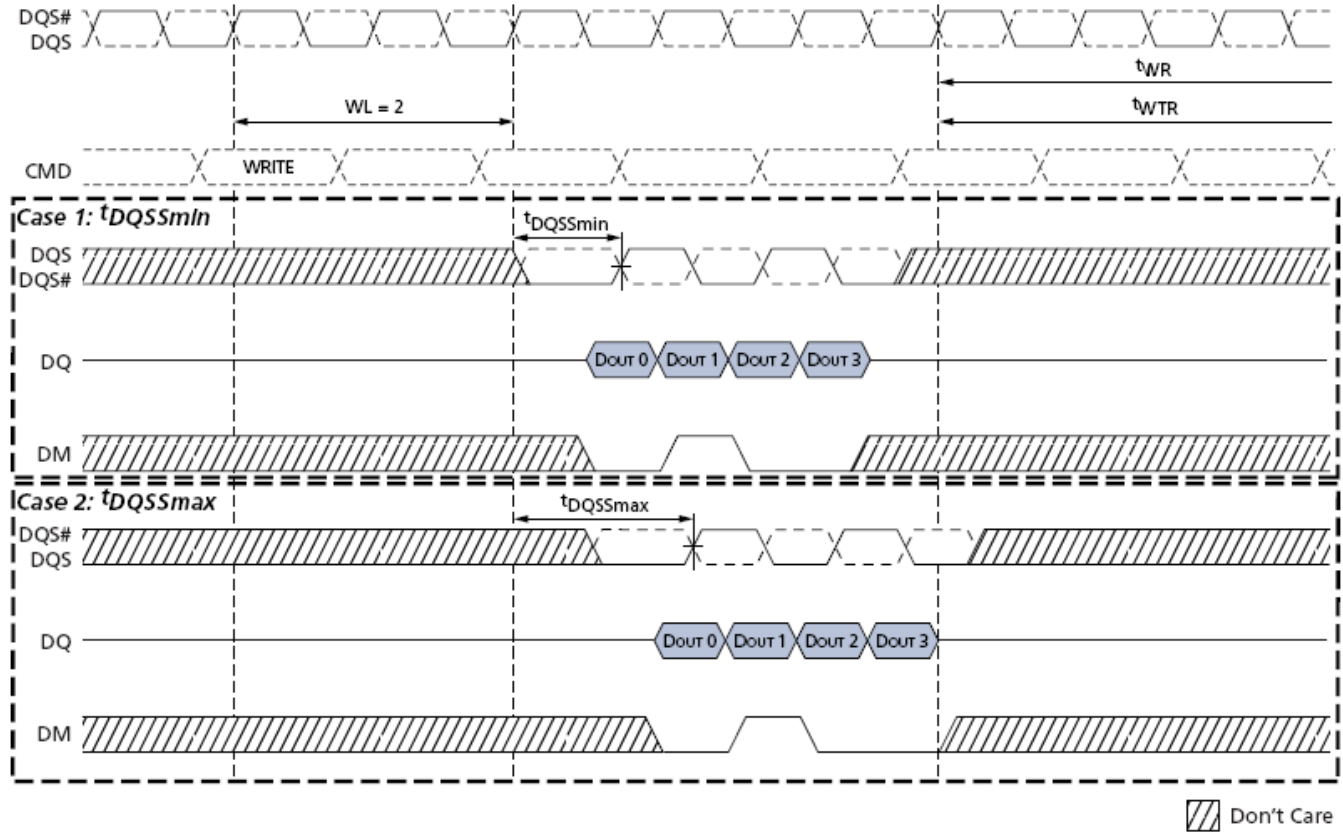 DQS#
DQS
tWR
WL = 2
tWTR
CMD WRITE
Case 1: tDQSSmin
tDQSSmin
DQS
DQS#
DQ DOUT 0 DOUT 1 DOUT 2 DOUT 3
DM
Case 2: tDQSSmax
tDQSSmax
DQS#
DQS
DQ DOUT 0 DOUT 1 DOUT 2 DOUT 3
DM
Don't Care